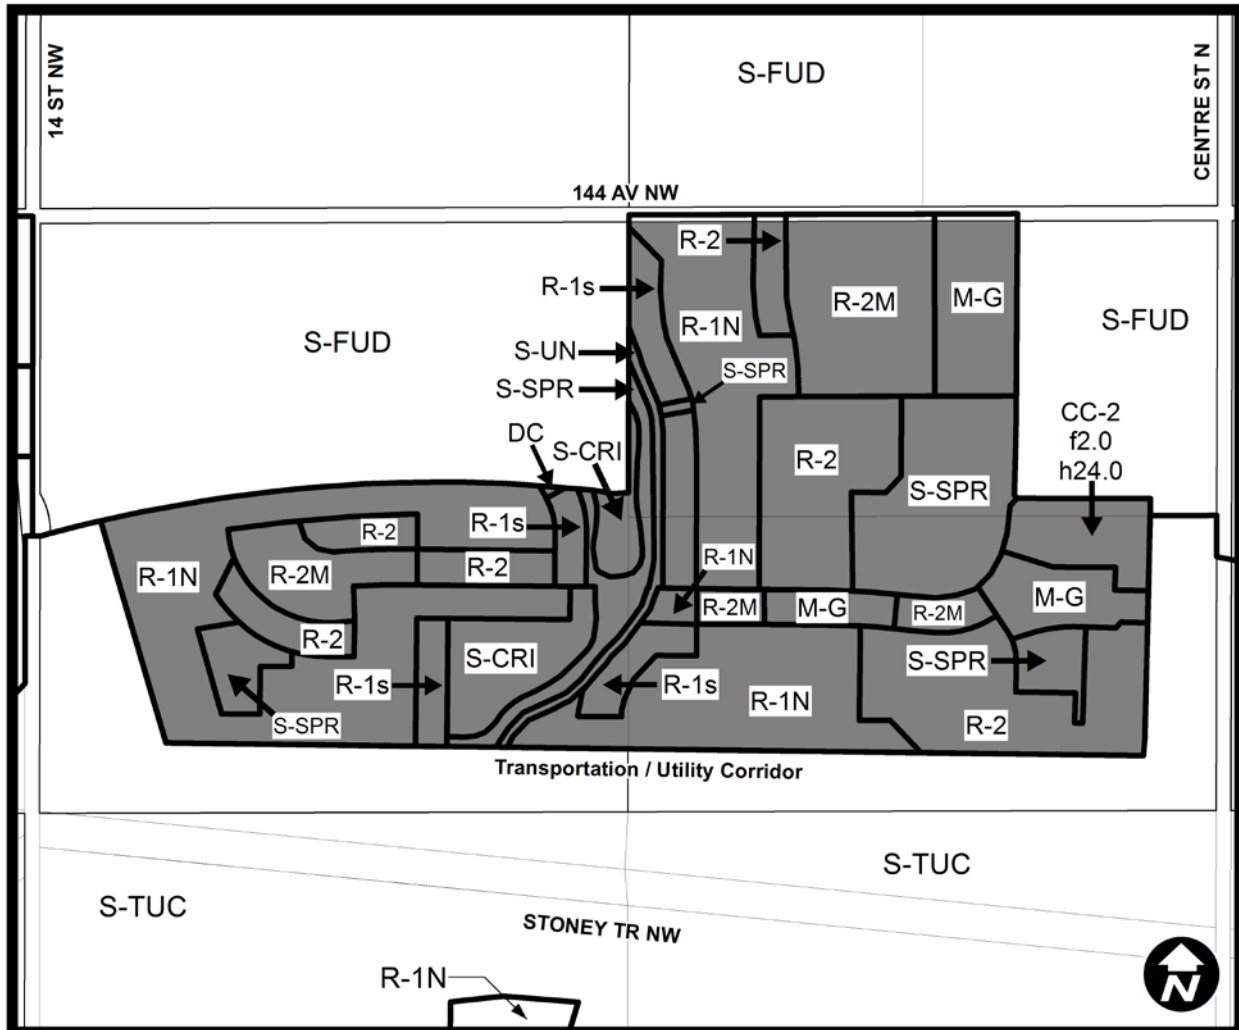 14 ST NW
S-FUD
CENTRE ST N
144 AV NW
R-2
R-1s
R-2M
M-G
R-1N
S-FUD
S-FUD
S-UN
S-SPR
S-SPR
CC-2
f2.0
h24.0
DC
S-CRI
R-2
S-SPR
R-1s
R-2
R-1N
R-2
R-2M
R-1N
R-2M
M-G
R-2M
M-G
R-2
S-CRI
S-SPR
R-1s
R-1s
R-1N
S-SPR
R-2
Transportation / Utility Corridor
S-TUC
S-TUC
STONEY TR NW
R-1N
N